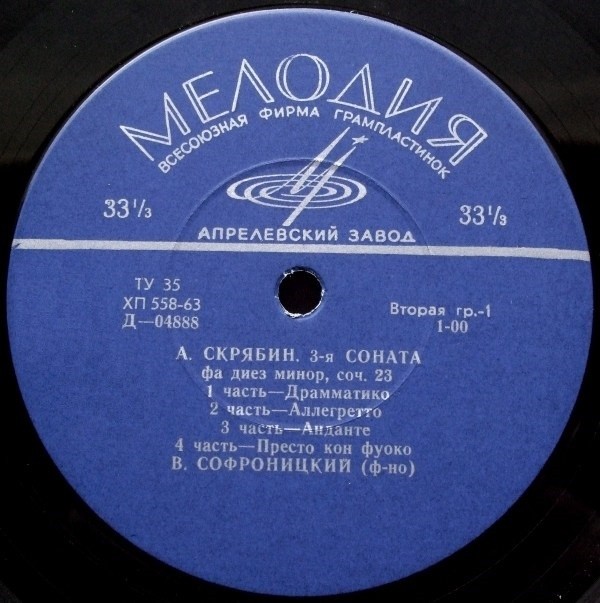 МЕЛОДИЯ
ВСЕСОЮЗНАЯ ФИРМА ГРАМПЛАСТИНОК
33⅓ 33⅓
АПРЕЛЕВСКИЙ ЗАВОД
ТУ 35
ХП 558-63
Д—04888
Вторая гр.-1
1-00
А. СКРЯБИН. 3-я СОНАТА
фа диез минор, соч. 23
1 часть—Драмматико
2 часть—Аллегретто
3 часть—Анданте
4 часть—Престо кон фуоко
В. СОФРОНИЦКИЙ (ф-но)